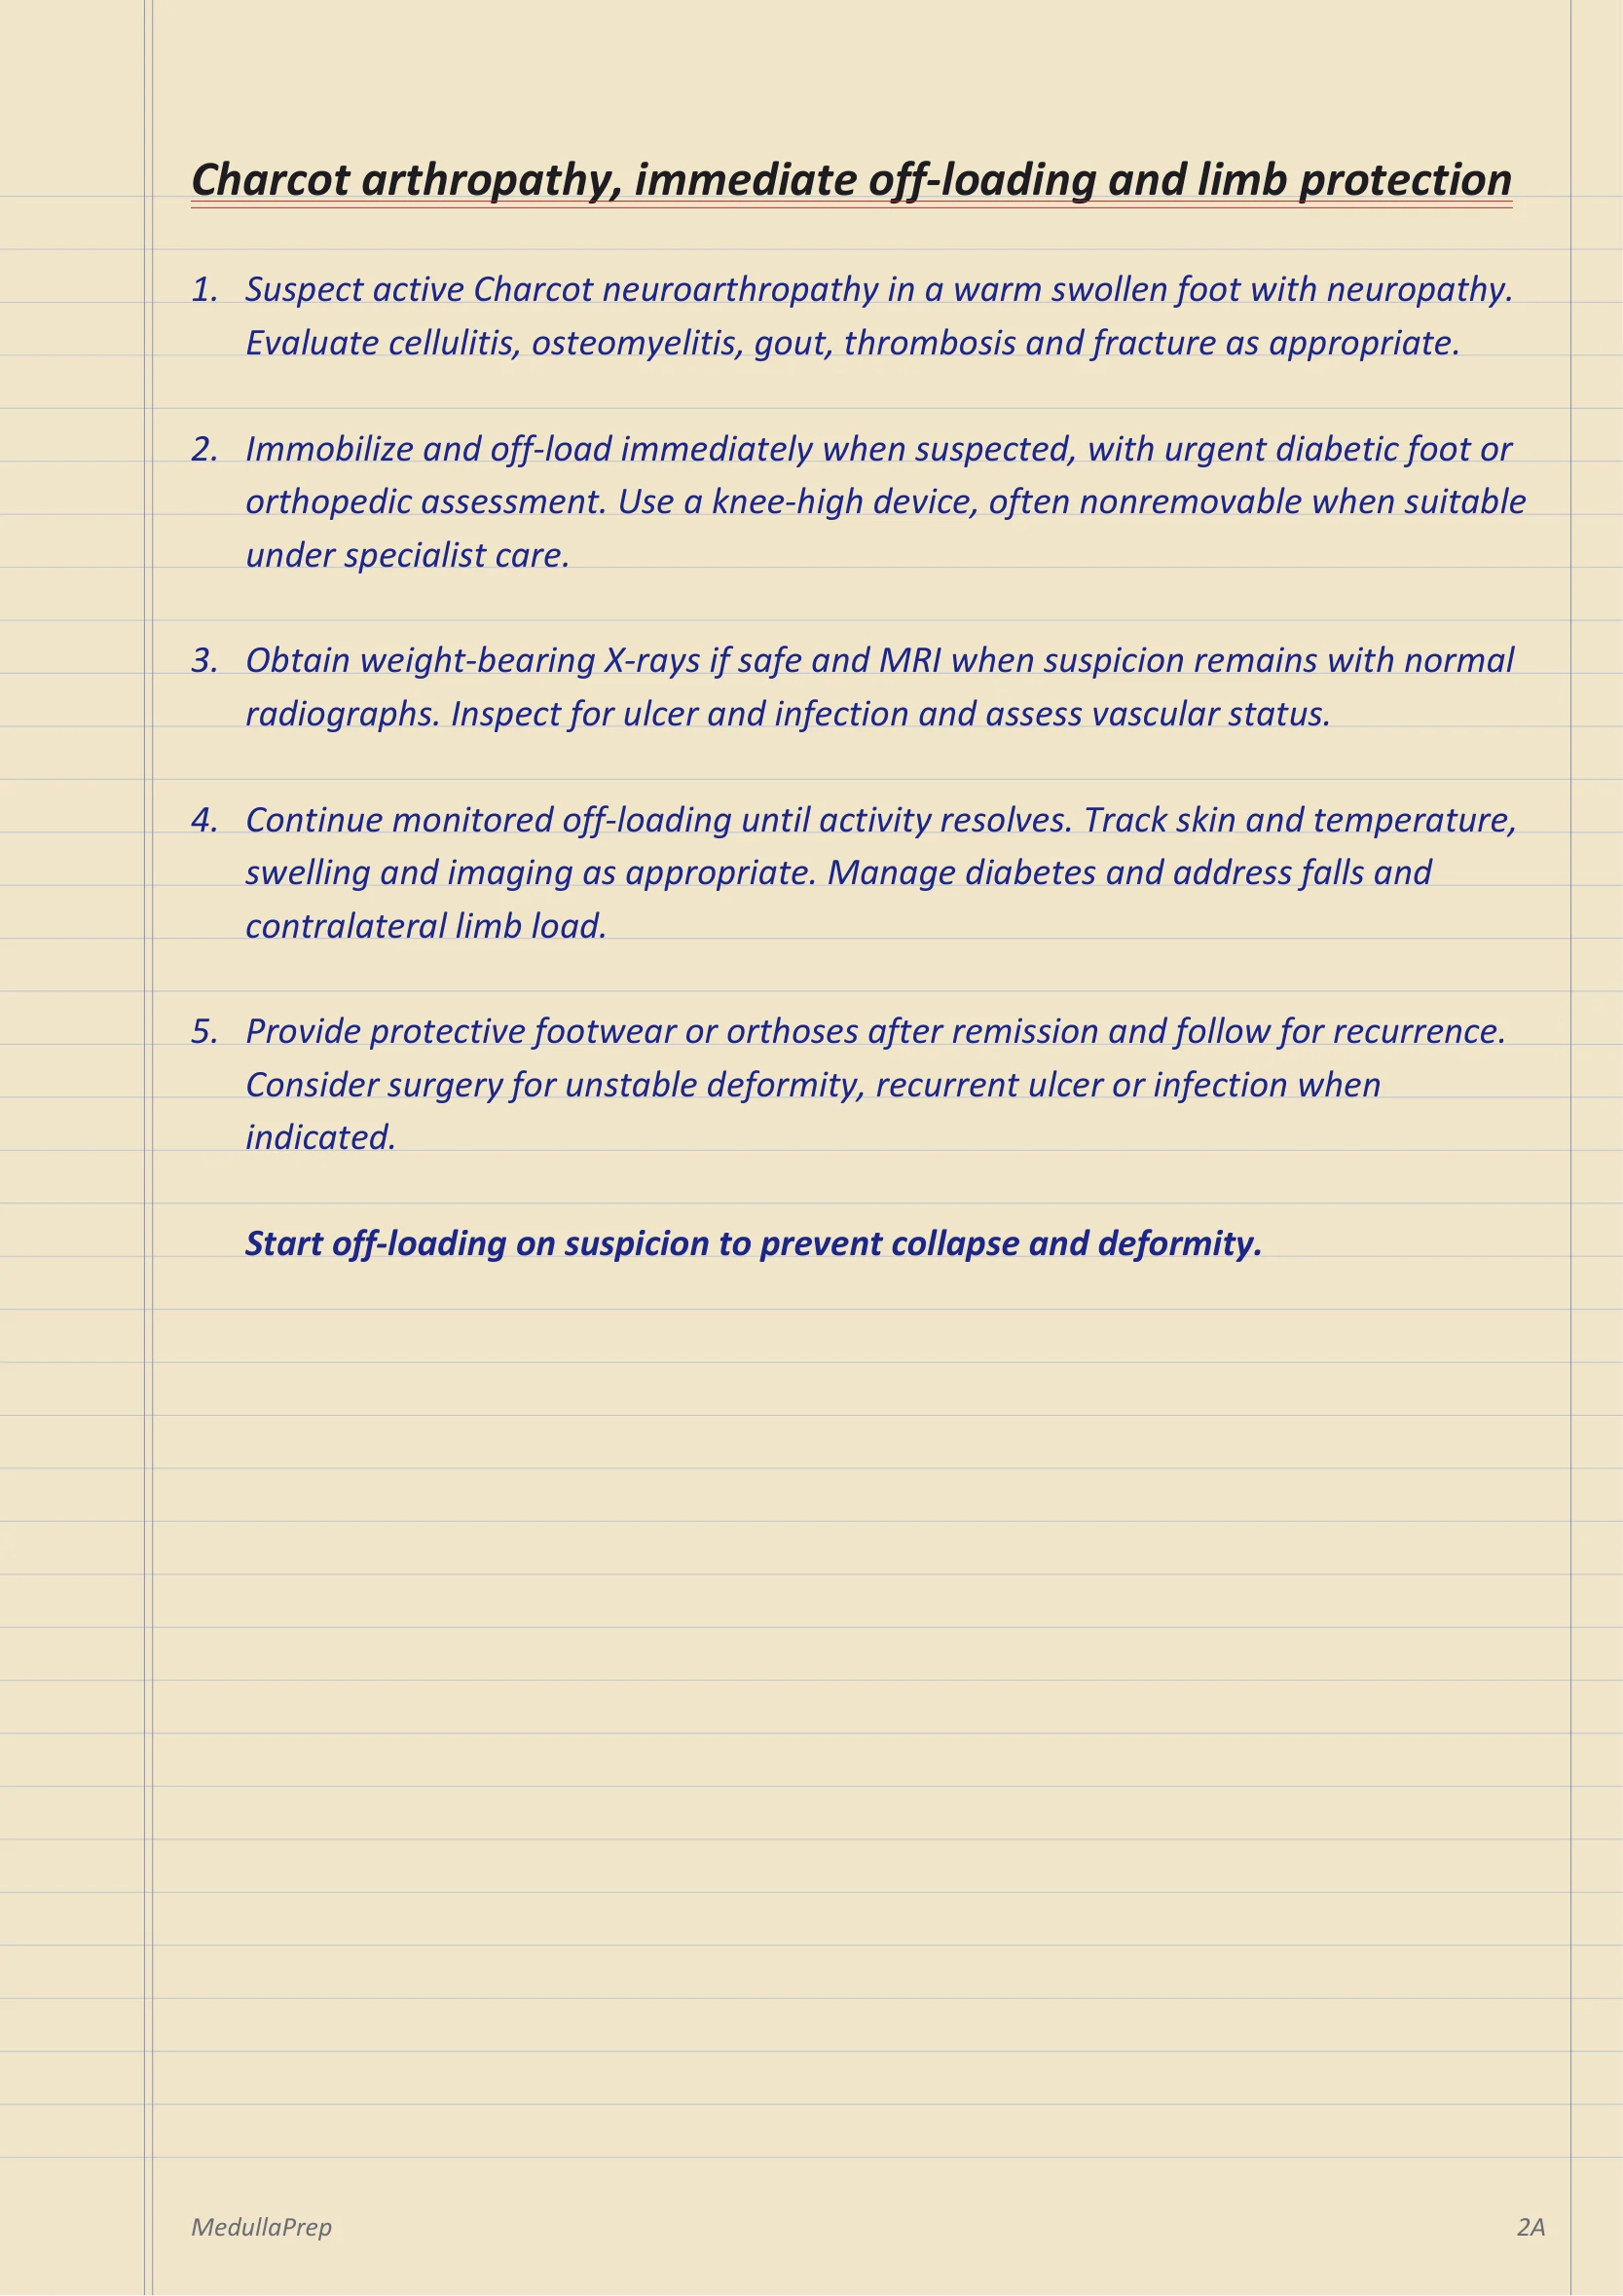 Charcot arthropathy, immediate off-loading and limb protection
1. Suspect active Charcot neuroarthropathy in a warm swollen foot with neuropathy.
Evaluate cellulitis, osteomyelitis, gout, thrombosis and fracture as appropriate.
2. Immobilize and off-load immediately when suspected, with urgent diabetic foot or
orthopedic assessment. Use a knee-high device, often nonremovable when suitable
under specialist care.
3. Obtain weight-bearing X-rays if safe and MRI when suspicion remains with normal
radiographs. Inspect for ulcer and infection and assess vascular status.
4. Continue monitored off-loading until activity resolves. Track skin and temperature,
swelling and imaging as appropriate. Manage diabetes and address falls and
contralateral limb load.
5. Provide protective footwear or orthoses after remission and follow for recurrence.
Consider surgery for unstable deformity, recurrent ulcer or infection when
indicated.
Start off-loading on suspicion to prevent collapse and deformity.
MedullaPrep
2A